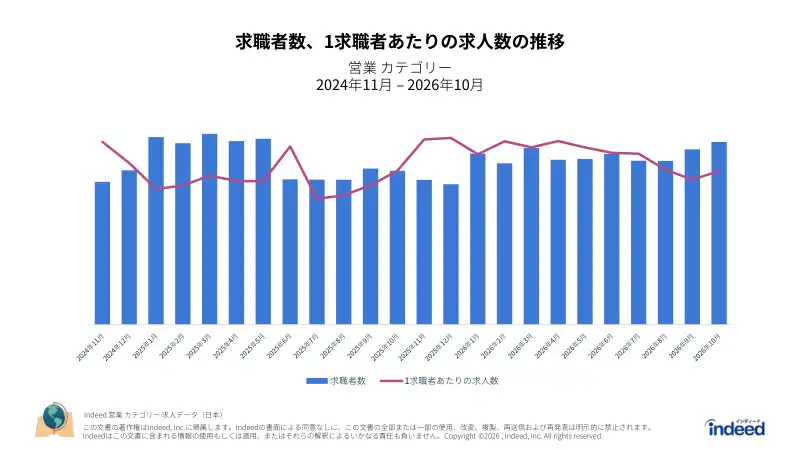 求職者数、1求職者あたりの求人数の推移
営業 カテゴリー
2024年11月 – 2026年10月
2024年11月
2024年12月
2025年1月
2025年2月
2025年3月
2025年4月
2025年5月
2025年6月
2025年7月
2025年8月
2025年9月
2025年10月
2025年11月
2025年12月
2026年1月
2026年2月
2026年3月
2026年4月
2026年5月
2026年6月
2026年7月
2026年8月
2026年9月
2026年10月
求職者数 1求職者あたりの求人数
Indeed 営業 カテゴリー 求人データ（日本）
この文書の著作権はIndeed, Inc.に帰属します。Indeedの書面による同意なしに、この文書の全部または一部の使用、改変、複製、再送信および再発表は明示的に禁止されます。
Indeedはこの文書に含まれる情報の使用もしくは適用、またはそれらの解釈によるいかなる責任も負いません。Copyright ©2026 , Indeed, Inc. All rights reserved.
インディード
indeed